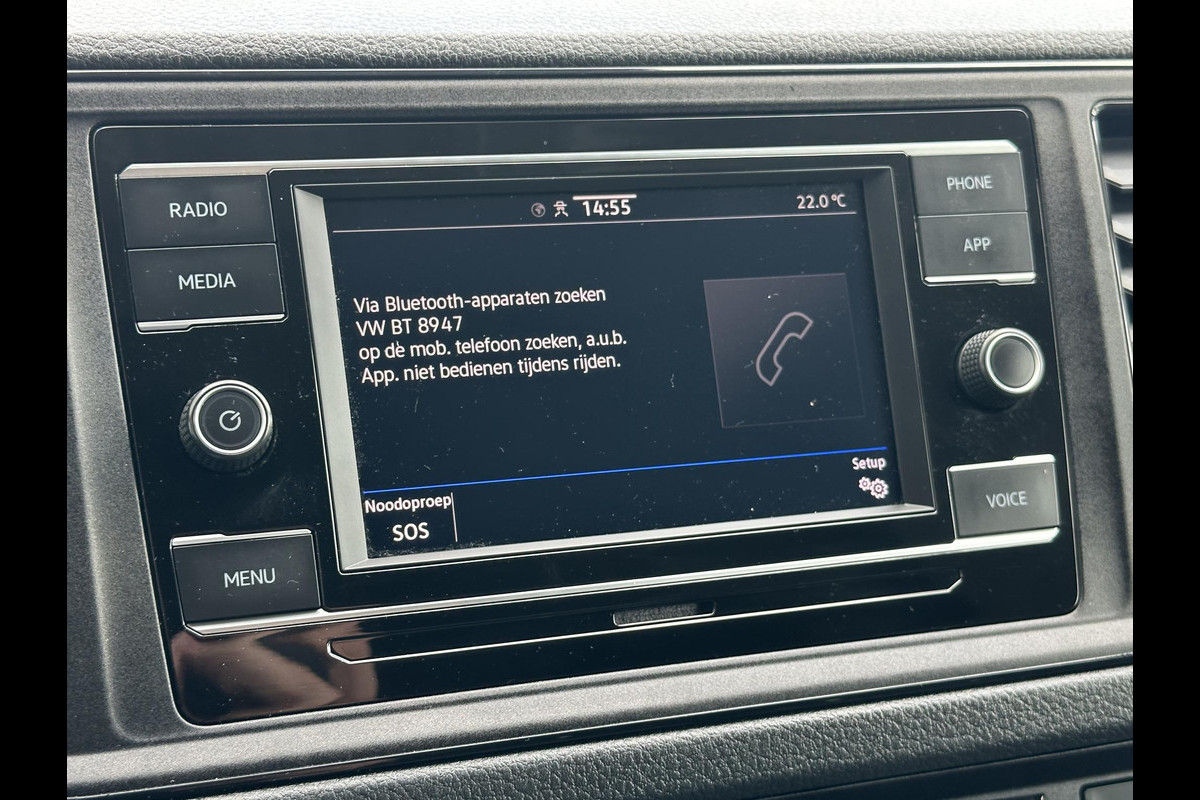 RADIO
MEDIA
MENU
14:55
22.0°C
Via Bluetooth-apparaten zoeken
VW BT 8947
op de mob. telefoon zoeken, a.u.b.
App. niet bedienen tijdens rijden.
Setup
Noodoproep
SOS
PHONE
APP
VOICE